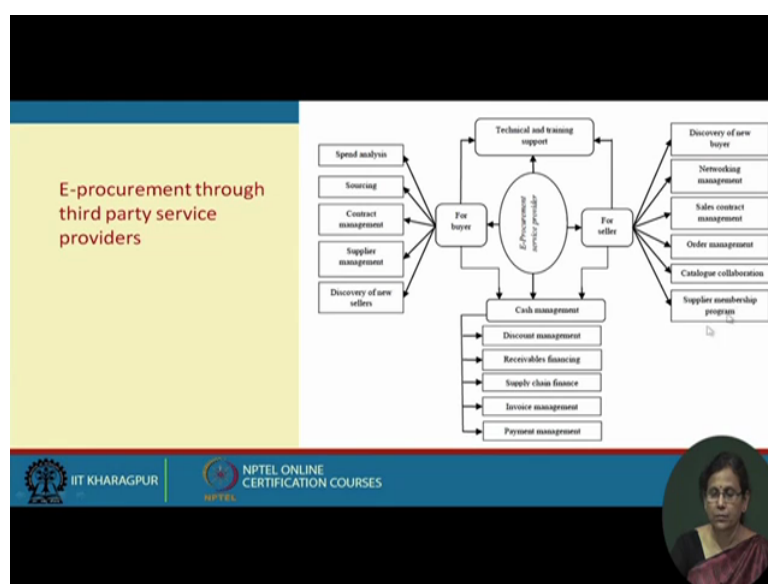 E-procurement through
third party service
providers
Technical and training
support
Spend analysis
Sourcing
Contract
management
Supplier
management
Discovery of new
sellers
For
buyer
E-Procurement
service provider
For
seller
Discovery of new
buyer
Networking
management
Sales contract
management
Order management
Catalogue collaboration
Supplier membership
program
Cash management
Discount management
Receivables financing
Supply chain finance
Invoice management
Payment management
IIT KHARAGPUR
NPTEL
NPTEL ONLINE
CERTIFICATION COURSES